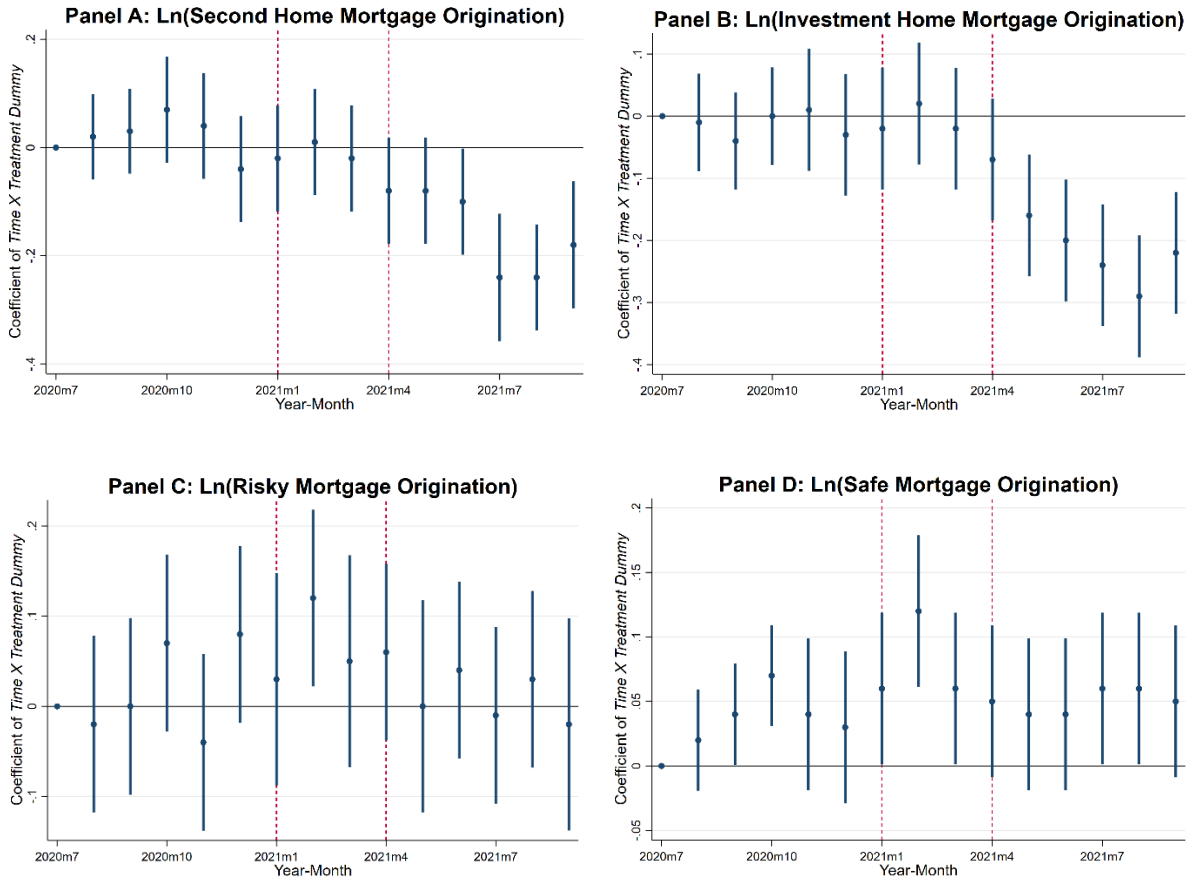 Panel A: Ln(Second Home Mortgage Origination)
Coefficient of Time X Treatment Dummy
.2
0
-.2
-.4
2020m7 2020m10 2021m1 2021m4 2021m7
Year-Month
Panel B: Ln(Investment Home Mortgage Origination)
Coefficient of Time X Treatment Dummy
.1
0
-.1
-.2
-.3
-.4
2020m7 2020m10 2021m1 2021m4 2021m7
Year-Month
Panel C: Ln(Risky Mortgage Origination)
Coefficient of Time X Treatment Dummy
.2
.1
0
-.1
2020m7 2020m10 2021m1 2021m4 2021m7
Year-Month
Panel D: Ln(Safe Mortgage Origination)
Coefficient of Time X Treatment Dummy
.2
.15
.1
.05
0
-.05
2020m7 2020m10 2021m1 2021m4 2021m7
Year-Month